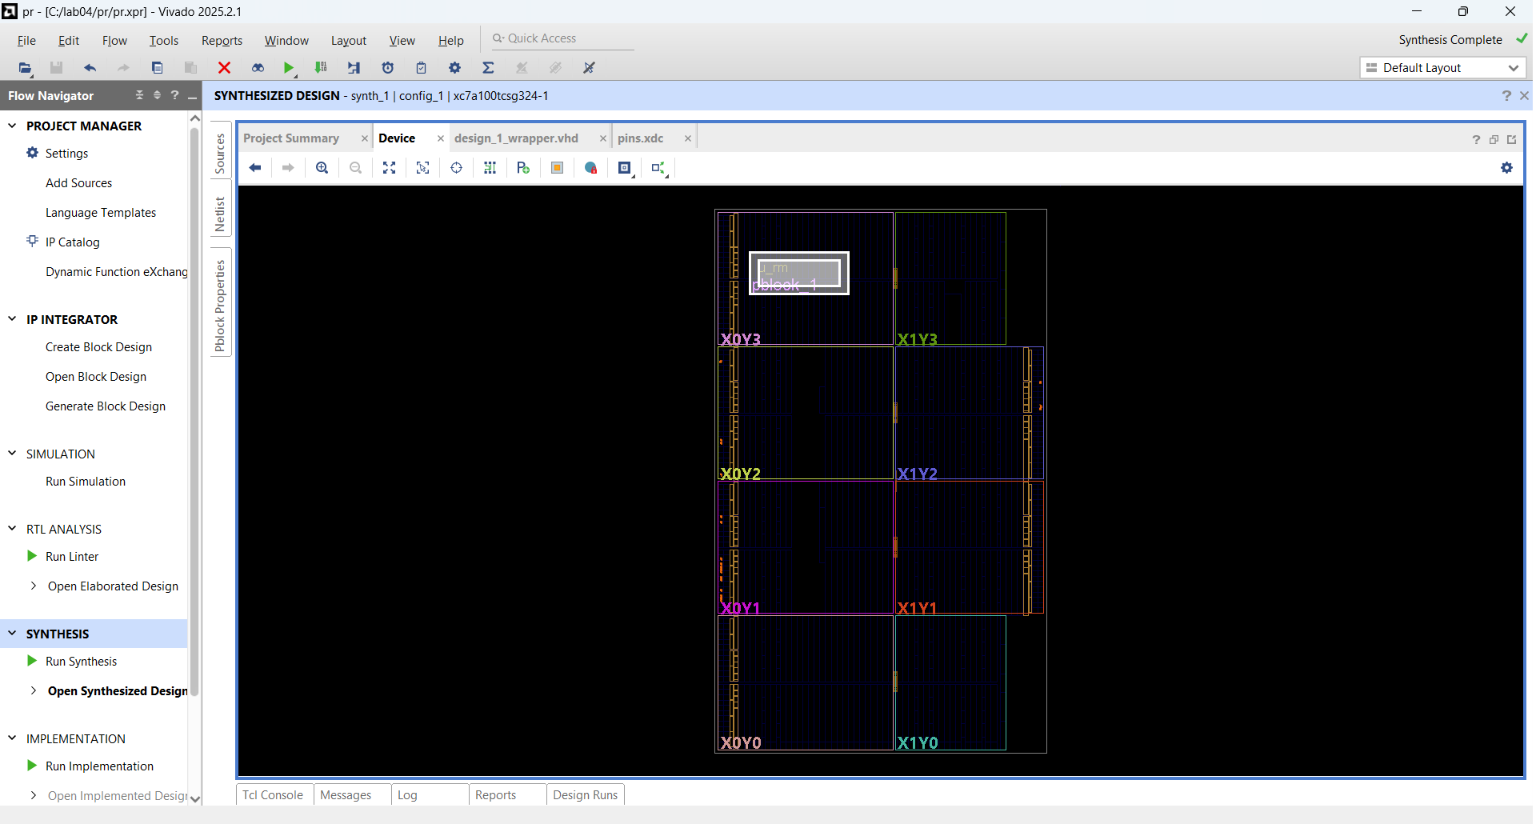 pr - [C:/lab04/pr/pr.xpr] - Vivado 2025.2.1
File Edit Flow Tools Reports Window Layout View Help Quick Access
Synthesis Complete
Default Layout
Flow Navigator
SYNTHESIZED DESIGN - synth_1 | config_1 | xc7a100tcsg324-1
PROJECT MANAGER
Settings
Add Sources
Language Templates
IP Catalog
Dynamic Function eXchang
IP INTEGRATOR
Create Block Design
Open Block Design
Generate Block Design
SIMULATION
Run Simulation
RTL ANALYSIS
Run Linter
Open Elaborated Design
SYNTHESIS
Run Synthesis
Open Synthesized Design
IMPLEMENTATION
Run Implementation
Open Implemented Desig
Sources
Netlist
Pblock Properties
Project Summary
Device
design_1_wrapper.vhd
pins.xdc
u_rm
pblock_1
X0Y3 X1Y3
X0Y2 X1Y2
X0Y1 X1Y1
X0Y0 X1Y0
Tcl Console Messages Log Reports Design Runs